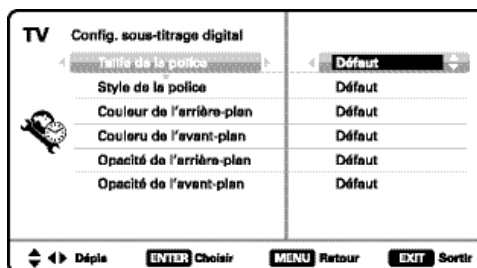 TV Config. sous-titrage digital
Taille de la police Défaut
Style de la police Défaut
Couleur de l'arrière-plan Défaut
Couleru de l'avant-plan Défaut
Opacité de l'arrière-plan Défaut
Opacité de l'avant-plan Défaut
Dépla ENTER Choisir MENU Retour EXIT Sortir